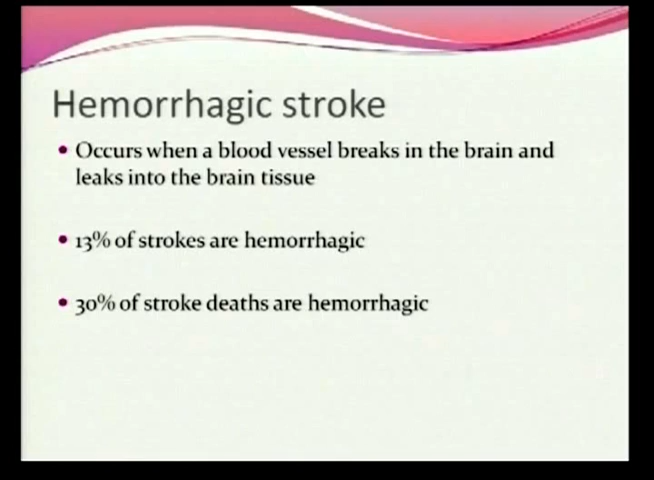 Hemorrhagic stroke
• Occurs when a blood vessel breaks in the brain and
leaks into the brain tissue
• 13% of strokes are hemorrhagic
• 30% of stroke deaths are hemorrhagic